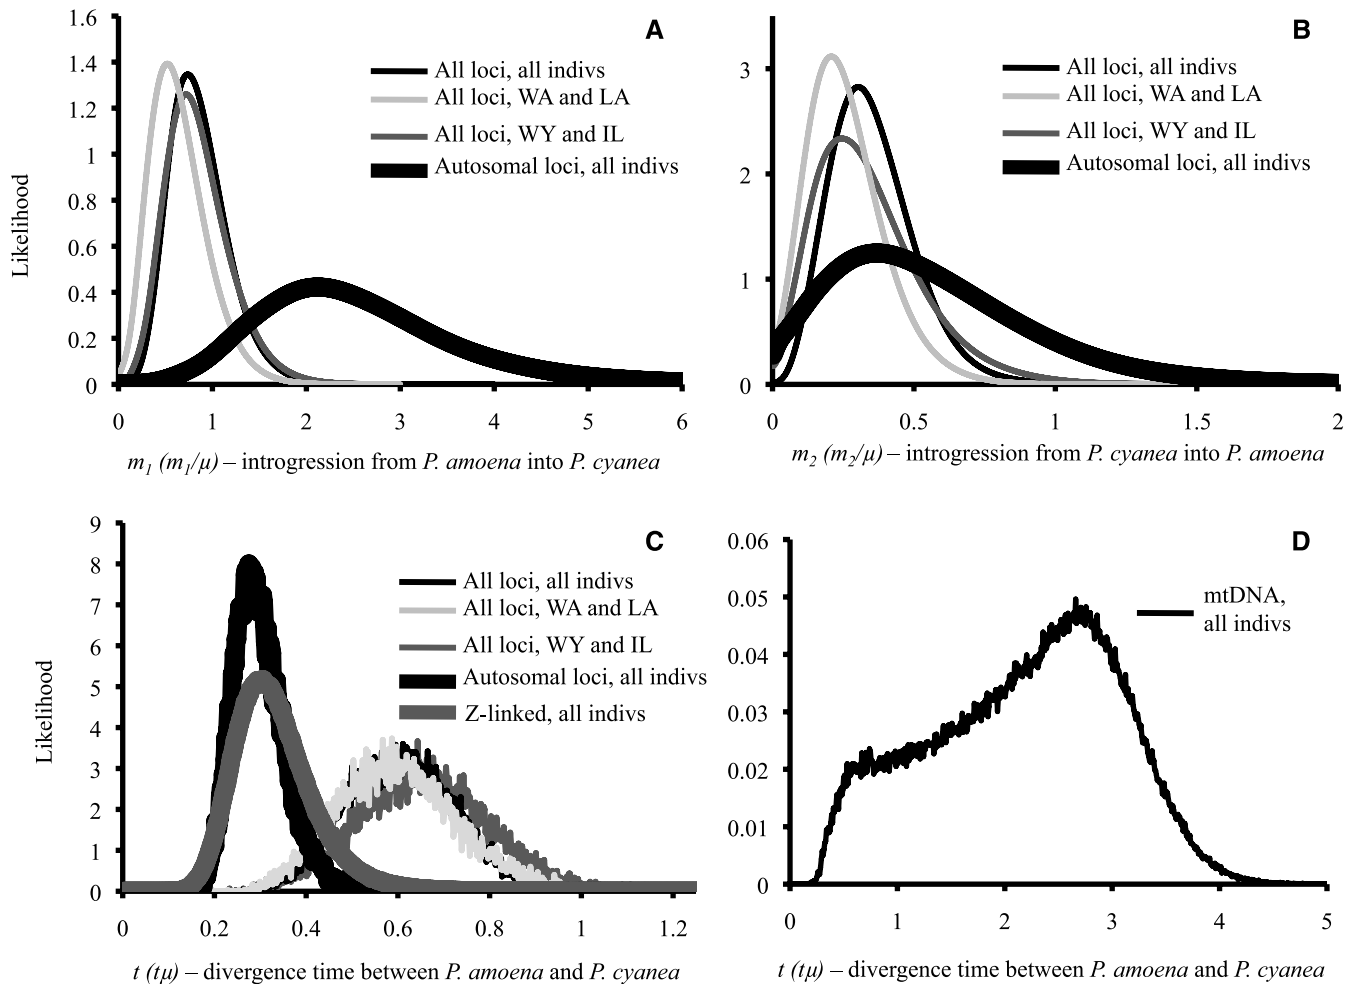 A
1.6
1.4
1.2
1
0.8
0.6
0.4
0.2
0
Likelihood
All loci, all indivs
All loci, WA and LA
All loci, WY and IL
Autosomal loci, all indivs
0 1 2 3 4 5 6
m1 (m1/μ) – introgression from P. amoena into P. cyanea
B
3
2
1
0
All loci, all indivs
All loci, WA and LA
All loci, WY and IL
Autosomal loci, all indivs
0 0.5 1 1.5 2
m2 (m2/μ) – introgression from P. cyanea into P. amoena
C
9
8
7
6
5
4
3
2
1
0
Likelihood
All loci, all indivs
All loci, WA and LA
All loci, WY and IL
Autosomal loci, all indivs
Z-linked, all indivs
0 0.2 0.4 0.6 0.8 1 1.2
t (tμ) – divergence time between P. amoena and P. cyanea
D
0.06
0.05
0.04
0.03
0.02
0.01
0
mtDNA,
all indivs
0 1 2 3 4 5
t (tμ) – divergence time between P. amoena and P. cyanea